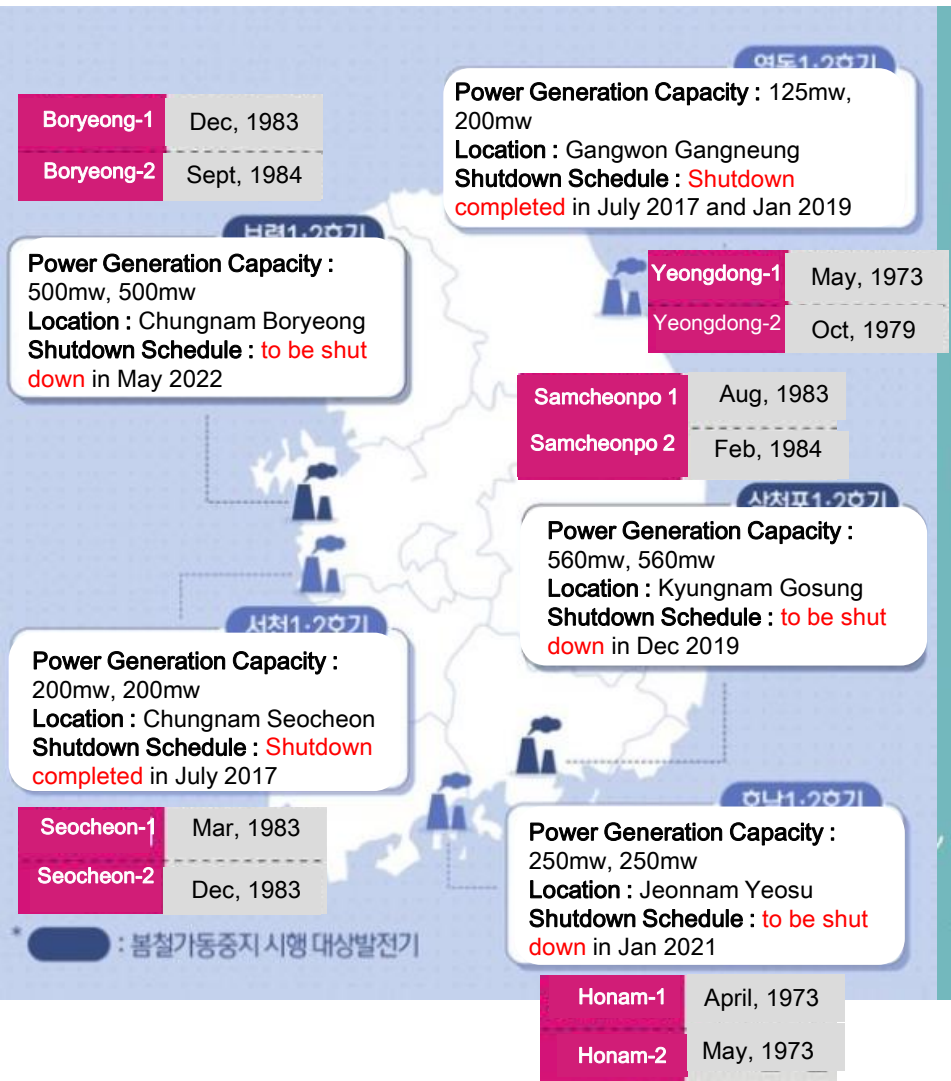 영동1·2호기
Power Generation Capacity : 125mw,
200mw
Location : Gangwon Gangneung
Shutdown Schedule : Shutdown
completed in July 2017 and Jan 2019
Boryeong-1 Dec, 1983
Boryeong-2 Sept, 1984
보령1·2호기
Power Generation Capacity :
500mw, 500mw
Location : Chungnam Boryeong
Shutdown Schedule : to be shut
down in May 2022
Yeongdong-1 May, 1973
Yeongdong-2 Oct, 1979
Samcheonpo 1 Aug, 1983
Samcheonpo 2 Feb, 1984
삼천포1·2호기
Power Generation Capacity :
560mw, 560mw
Location : Kyungnam Gosung
Shutdown Schedule : to be shut
down in Dec 2019
서천1·2호기
Power Generation Capacity :
200mw, 200mw
Location : Chungnam Seocheon
Shutdown Schedule : Shutdown
completed in July 2017
Seocheon-1 Mar, 1983
Seocheon-2 Dec, 1983
호남1·2호기
Power Generation Capacity :
250mw, 250mw
Location : Jeonnam Yeosu
Shutdown Schedule : to be shut
down in Jan 2021
* : 봄철가동중지 시행 대상발전기
Honam-1 April, 1973
Honam-2 May, 1973